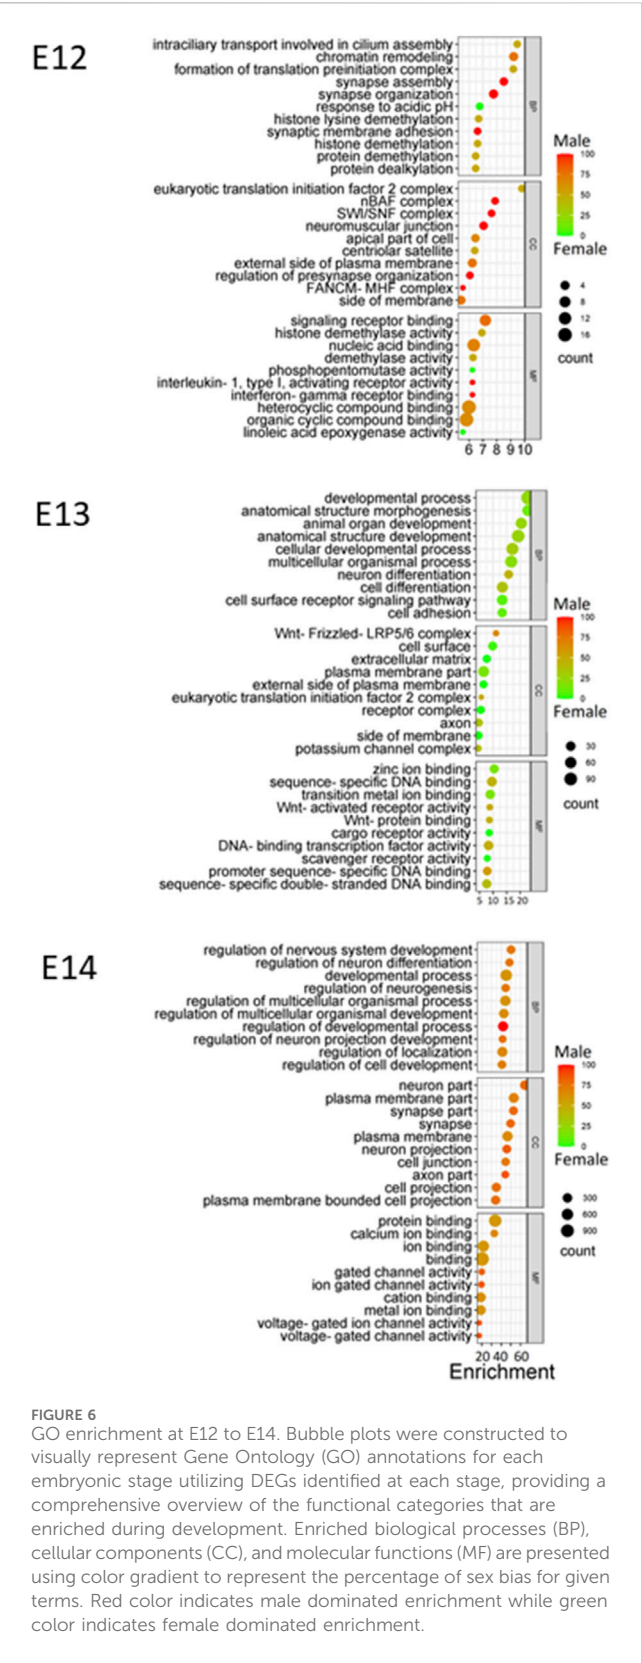 E12
intraciliary transport involved in cilium assembly
chromatin remodeling
formation of translation preinitiation complex
synapse assembly
synapse organization
response to acidic pH
histone lysine demethylation
synaptic membrane adhesion
histone demethylation
protein demethylation
protein dealkylation
BP
eukaryotic translation initiation factor 2 complex
nBAF complex
SWI/SNF complex
neuromuscular junction
apical part of cell
centriolar satellite
external side of plasma membrane
regulation of presynapse organization
FANCM- MHF complex
side of membrane
CC
signaling receptor binding
histone demethylase activity
nucleic acid binding
demethylase activity
phosphopentomutase activity
interleukin- 1, type I, activating receptor activity
interferon- gamma receptor binding
heterocyclic compound binding
organic cyclic compound binding
linoleic acid epoxygenase activity
MF
6 7 8 9 10
Male
100
75
50
25
0
Female
4
8
12
16
count
E13
developmental process
anatomical structure morphogenesis
animal organ development
anatomical structure development
cellular developmental process
multicellular organismal process
neuron differentiation
cell differentiation
cell surface receptor signaling pathway
cell adhesion
BP
Wnt- Frizzled- LRP5/6 complex
cell surface
extracellular matrix
plasma membrane part
external side of plasma membrane
eukaryotic translation initiation factor 2 complex
receptor complex
axon
side of membrane
potassium channel complex
CC
zinc ion binding
sequence- specific DNA binding
transition metal ion binding
Wnt- activated receptor activity
Wnt- protein binding
cargo receptor activity
DNA- binding transcription factor activity
scavenger receptor activity
promoter sequence- specific DNA binding
sequence- specific double- stranded DNA binding
MF
5 10 15 20
Male
100
75
50
25
0
Female
30
60
90
count
E14
regulation of nervous system development
regulation of neuron differentiation
developmental process
regulation of neurogenesis
regulation of multicellular organismal process
regulation of multicellular organismal development
regulation of developmental process
regulation of neuron projection development
regulation of localization
regulation of cell development
BP
neuron part
plasma membrane part
synapse part
synapse
plasma membrane
neuron projection
cell junction
axon part
cell projection
plasma membrane bounded cell projection
CC
protein binding
calcium ion binding
ion binding
binding
gated channel activity
ion gated channel activity
cation binding
metal ion binding
voltage- gated ion channel activity
voltage- gated channel activity
MF
20 40 60
Enrichment
Male
100
75
50
25
0
Female
300
600
900
count
FIGURE 6
GO enrichment at E12 to E14. Bubble plots were constructed to
visually represent Gene Ontology (GO) annotations for each
embryonic stage utilizing DEGs identified at each stage, providing a
comprehensive overview of the functional categories that are
enriched during development. Enriched biological processes (BP),
cellular components (CC), and molecular functions (MF) are presented
using color gradient to represent the percentage of sex bias for given
terms. Red color indicates male dominated enrichment while green
color indicates female dominated enrichment.